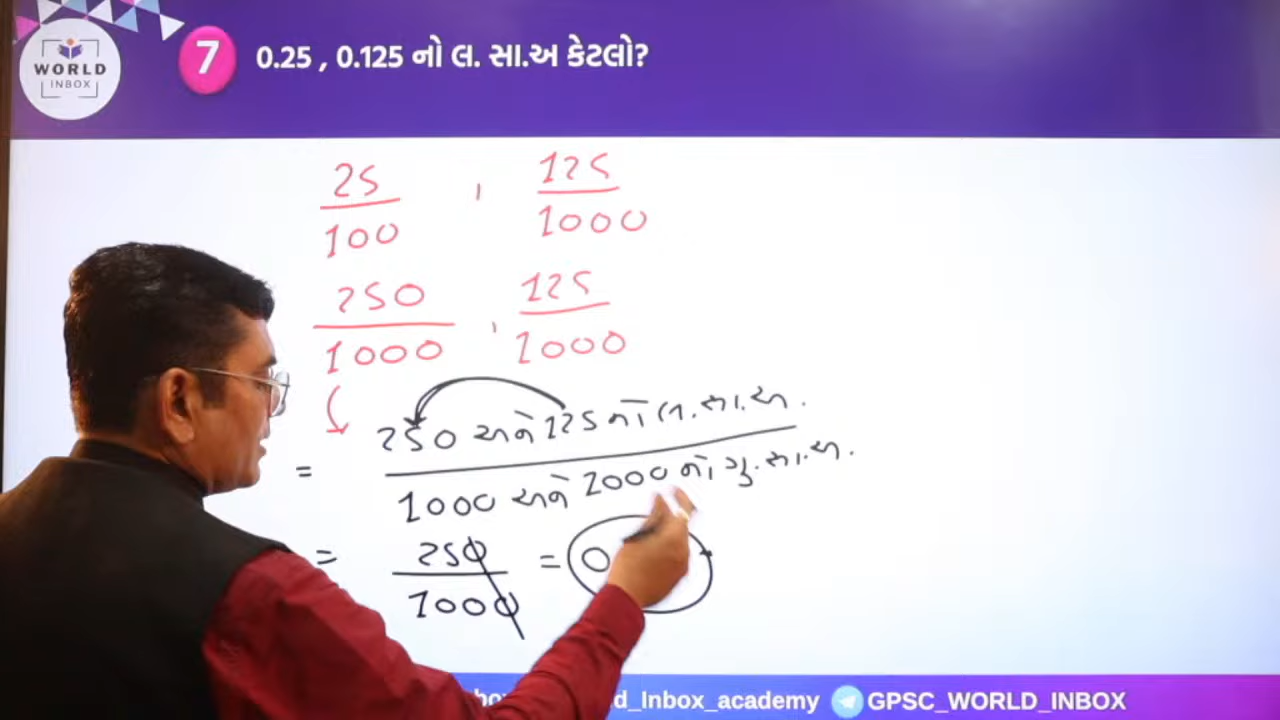 WORLD
INBOX
7 0.25 , 0.125 નો લ. સા.અ કેટલો?
25/100 , 125/1000
250/1000 , 125/1000
250 અને 125 નો લ.સા.અ.
= 1000 અને 1000 નો ગુ.સા.અ.
= 250/1000 = 0
d_Inbox_academy GPSC_WORLD_INBOX